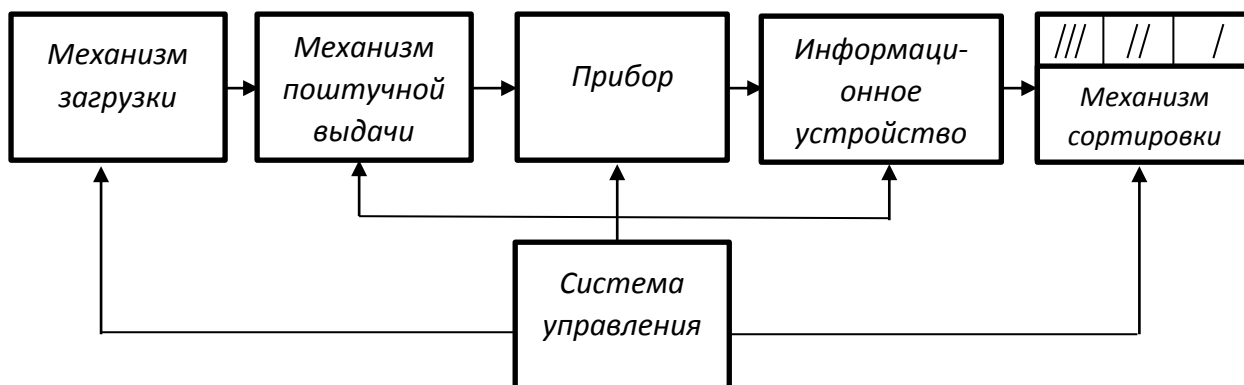 Механизм
загрузки
Механизм
поштучной
выдачи
Прибор
Информаци-
онное
устройство
/// // /
Механизм
сортировки
Система
управления